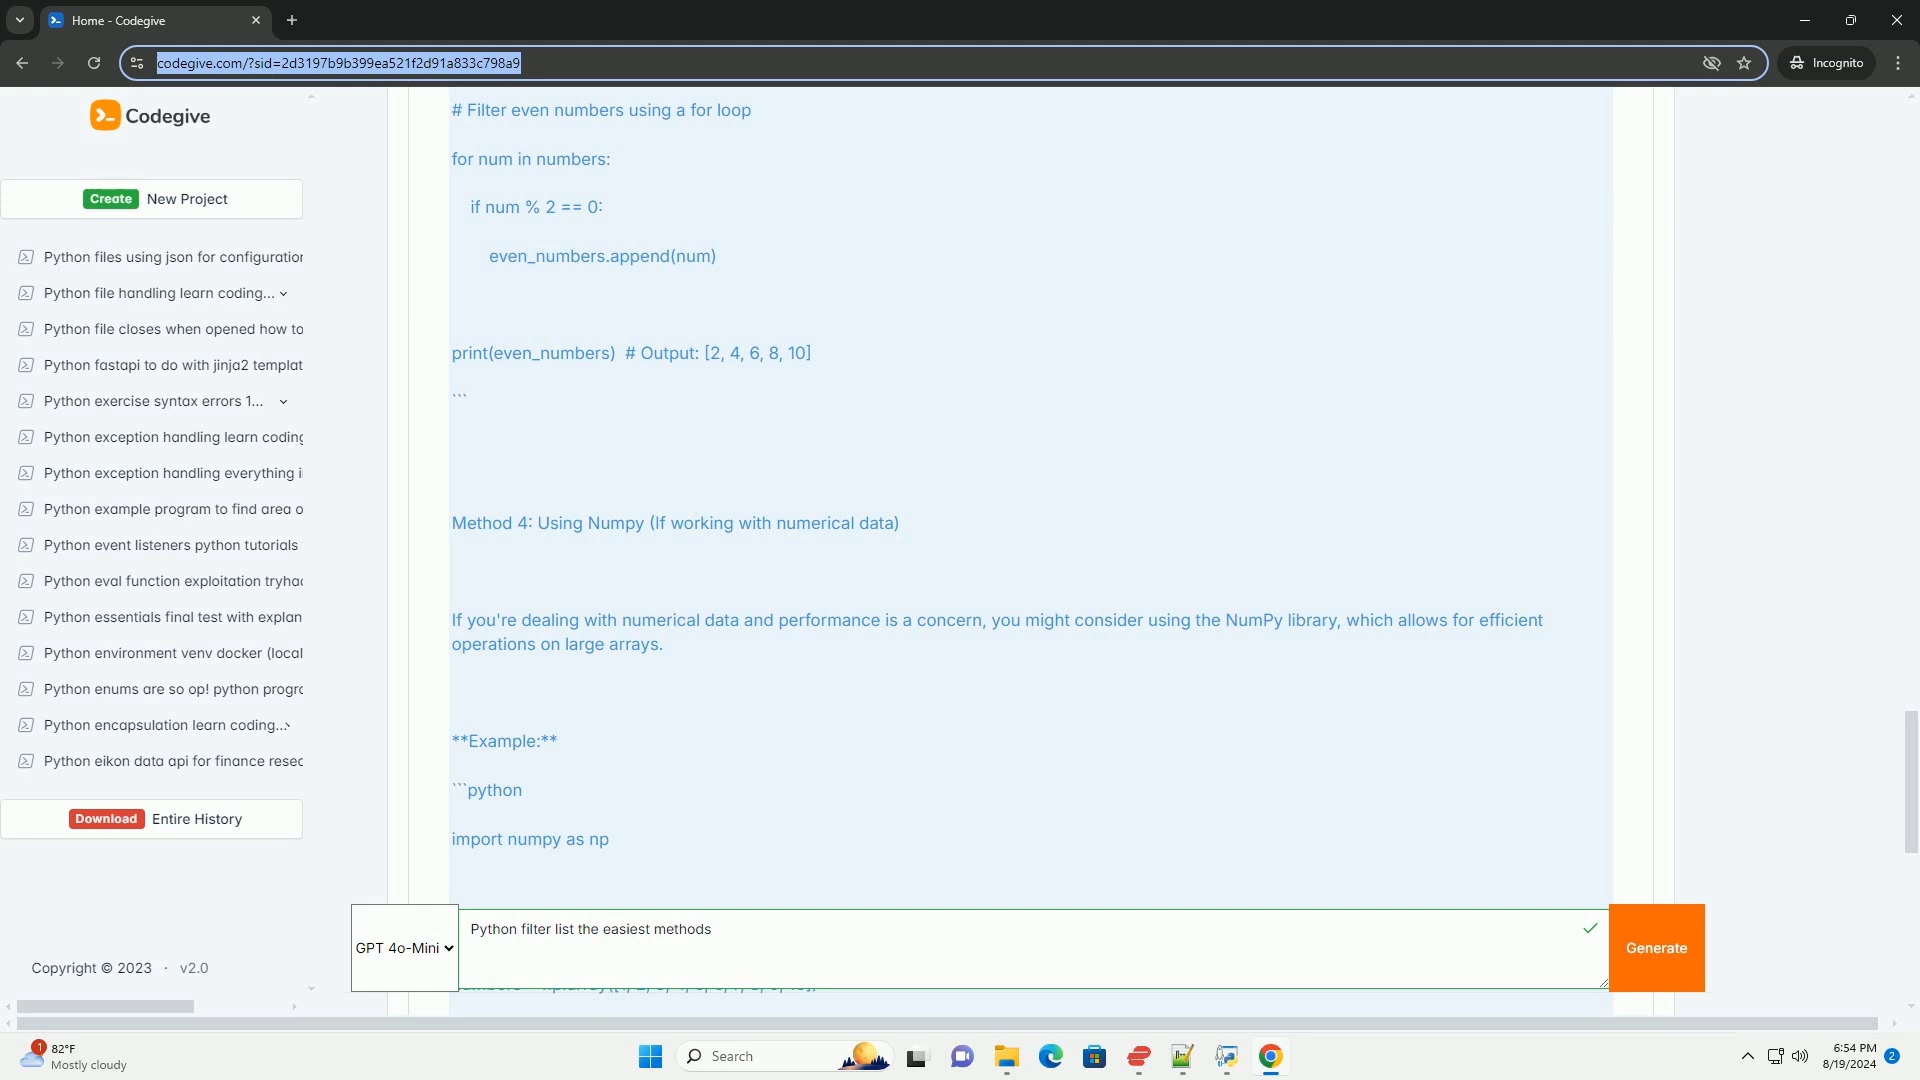 Home - Codegive
codegive.com/?sid=2d3197b9b399ea521f2d91a833c798a9
Incognito
Codegive
Create New Project
Python files using json for configuration
Python file handling learn coding...
Python file closes when opened how to
Python fastapi to do with jinja2 templat
Python exercise syntax errors 1...
Python exception handling learn coding
Python exception handling everything i
Python example program to find area o
Python event listeners python tutorials
Python eval function exploitation tryhac
Python essentials final test with explan
Python environment venv docker (local
Python enums are so op! python progra
Python encapsulation learn coding...
Python eikon data api for finance resea
Download Entire History
Copyright © 2023 · v2.0
# Filter even numbers using a for loop
for num in numbers:
if num % 2 == 0:
even_numbers.append(num)
print(even_numbers) # Output: [2, 4, 6, 8, 10]
```
Method 4: Using Numpy (If working with numerical data)
If you're dealing with numerical data and performance is a concern, you might consider using the NumPy library, which allows for efficient
operations on large arrays.
**Example:**
```python
import numpy as np
GPT 4o-Mini
Python filter list the easiest methods
Generate
1
82°F
Mostly cloudy
Search
6:54 PM
8/19/2024
2